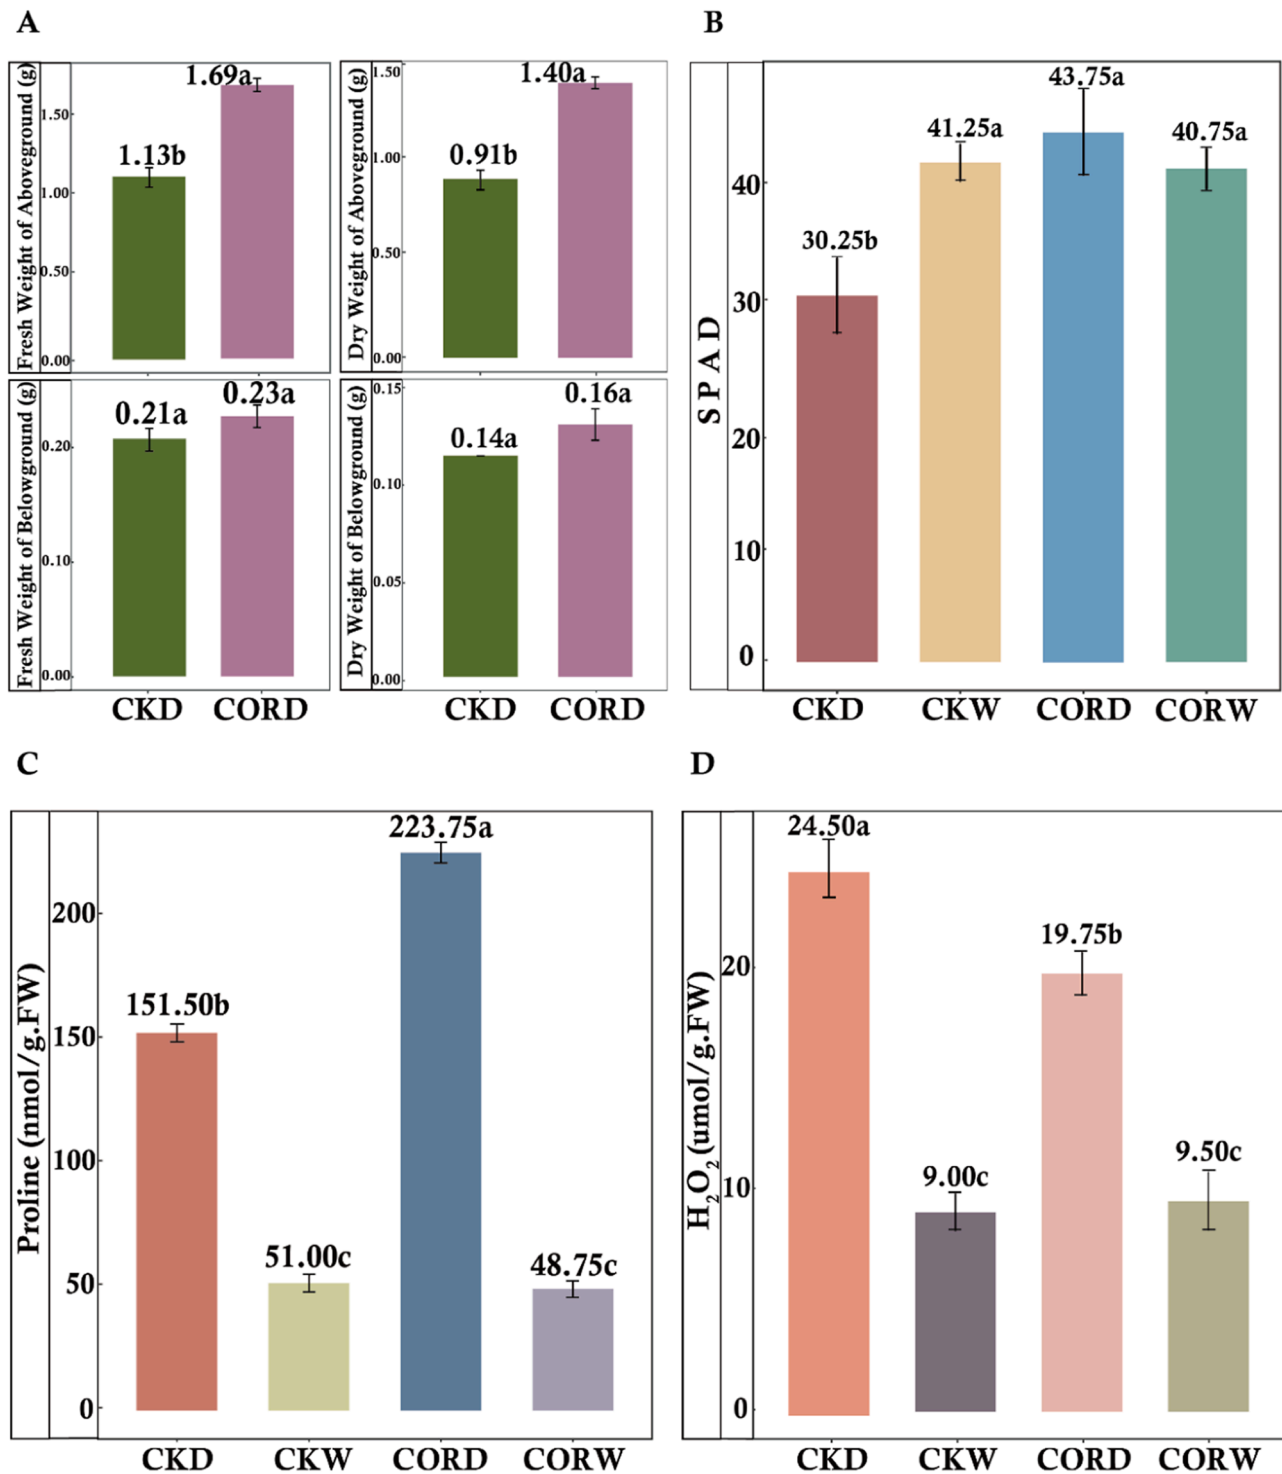 A
Fresh Weight of Aboveground (g)
1.50
1.00
0.50
0.00
1.13b
1.69a
Dry Weight of Aboveground (g)
1.50
1.00
0.50
0.00
0.91b
1.40a
Fresh Weight of Belowground (g)
0.20
0.10
0.00
0.21a
0.23a
Dry Weight of Belowground (g)
0.15
0.10
0.05
0.00
0.14a
0.16a
CKD CORD
CKD CORD
B
SPAD
40
30
20
10
0
30.25b
41.25a
43.75a
40.75a
CKD CKW CORD CORW
C
Proline (nmol/g.FW)
200
150
100
50
0
151.50b
51.00c
223.75a
48.75c
CKD CKW CORD CORW
D
H₂O₂ (umol/g.FW)
20
10
0
24.50a
9.00c
19.75b
9.50c
CKD CKW CORD CORW